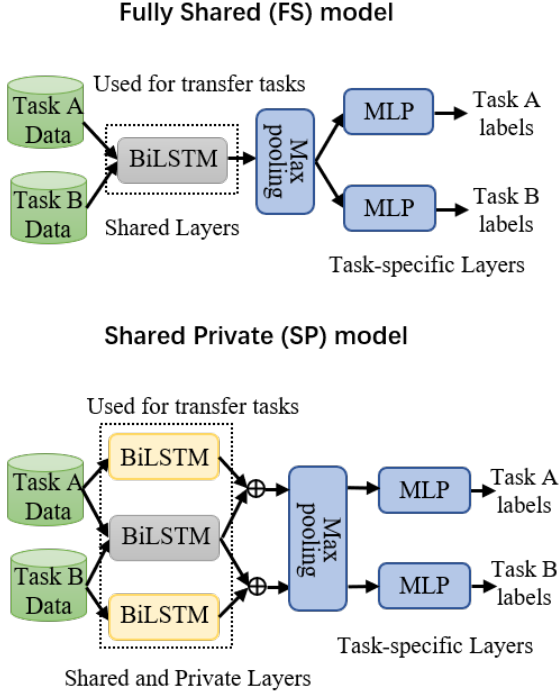 Fully Shared (FS) model
Used for transfer tasks
Task A
Data
Task B
Data
BiLSTM
Shared Layers
Max
pooling
MLP
MLP
Task A
labels
Task B
labels
Task-specific Layers
Shared Private (SP) model
Used for transfer tasks
Task A
Data
Task B
Data
BiLSTM
BiLSTM
BiLSTM
Shared and Private Layers
Max
pooling
MLP
MLP
Task A
labels
Task B
labels
Task-specific Layers